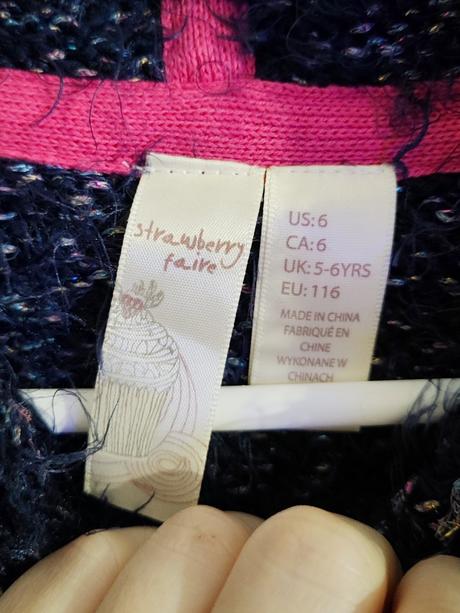 strawberry
faire
US: 6
CA: 6
UK: 5-6YRS
EU: 116
MADE IN CHINA
FABRIQUÉ EN
CHINE
WYKONANE W
CHINACH